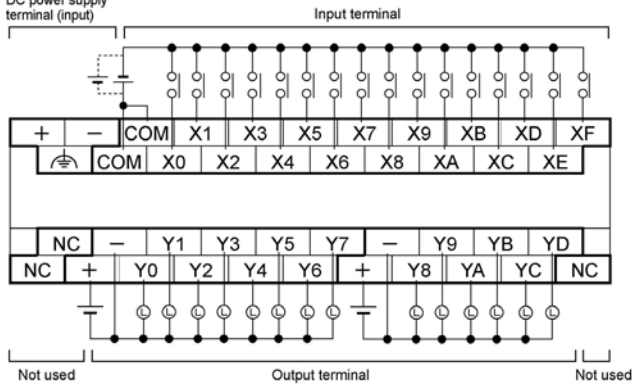 DC power supply
terminal (input)
Input terminal
+ − COM X1 X3 X5 X7 X9 XB XD XF
COM X0 X2 X4 X6 X8 XA XC XE
NC − Y1 Y3 Y5 Y7 − Y9 YB YD
NC + Y0 Y2 Y4 Y6 + Y8 YA YC NC
L L L L L L L L L L L L L L
Not used
Output terminal
Not used